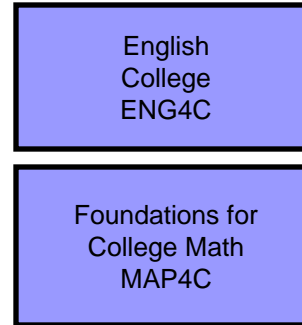 English
College
ENG4C
Foundations for
College Math
MAP4C